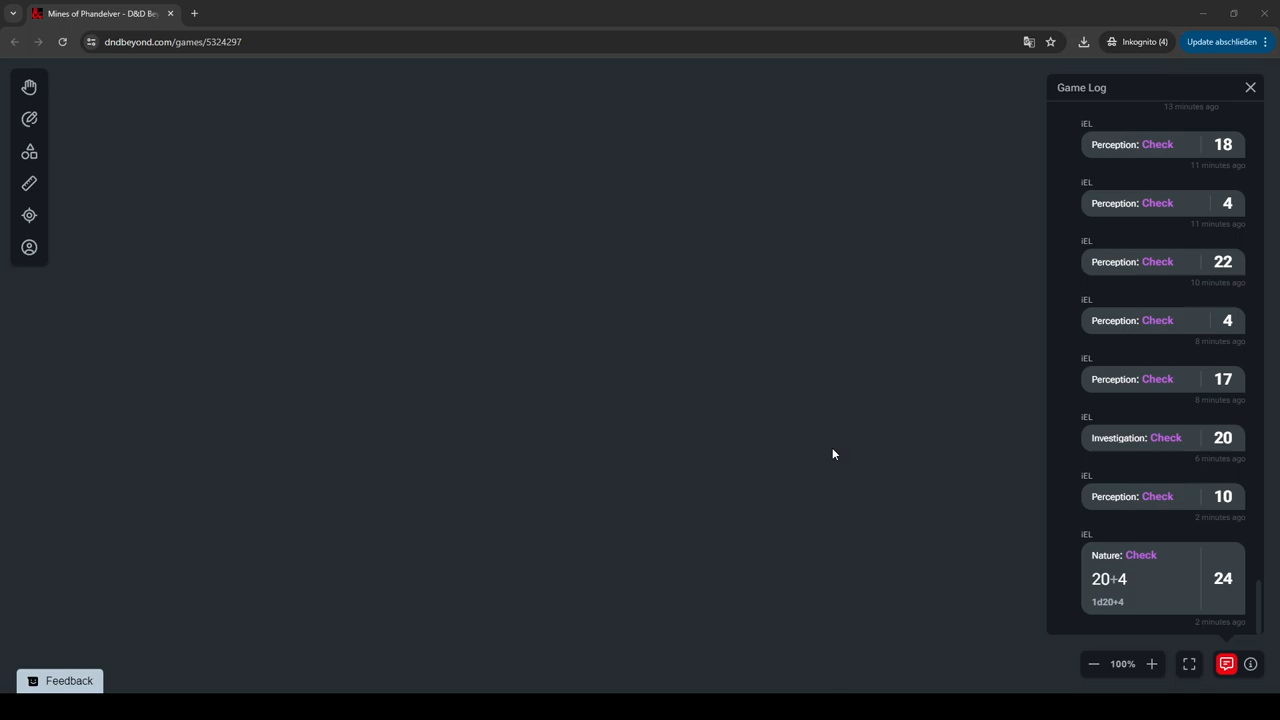 Mines of Phandelver - D&D Be
dndbeyond.com/games/5324297
Inkognito (4)
Update abschließen
Game Log
13 minutes ago
iEL
Perception: Check
18
11 minutes ago
iEL
Perception: Check
4
11 minutes ago
iEL
Perception: Check
22
10 minutes ago
iEL
Perception: Check
4
8 minutes ago
iEL
Perception: Check
17
8 minutes ago
iEL
Investigation: Check
20
6 minutes ago
iEL
Perception: Check
10
2 minutes ago
iEL
Nature: Check
20+4
24
1d20+4
2 minutes ago
100%
Feedback